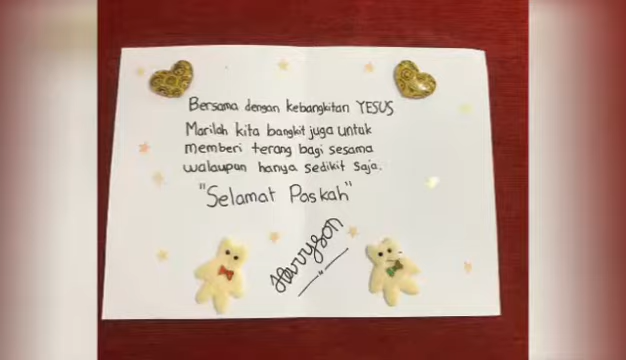 Bersama dengan kebangkitan YESUS
Marilah kita bangkit juga untuk
memberi terang bagi sesama
walaupun hanya sedikit saja.
"Selamat Paskah"
Harryson